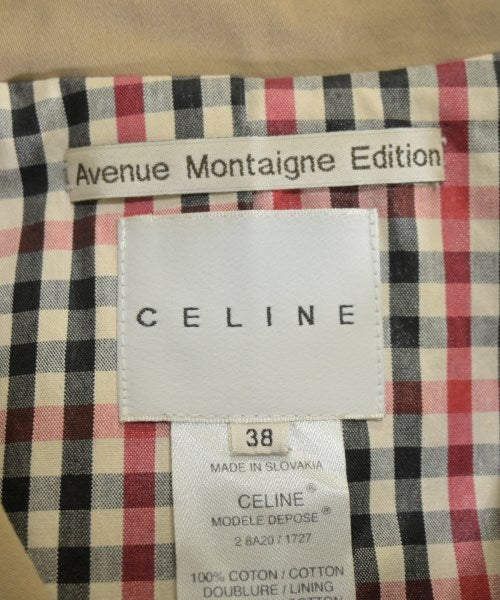 Avenue Montaigne Edition
CELINE
38
MADE IN SLOVAKIA
CELINE®
MODELE DEPOSE®
2 8A20 / 1727
100% COTON / COTTON
DOUBLURE / LINING